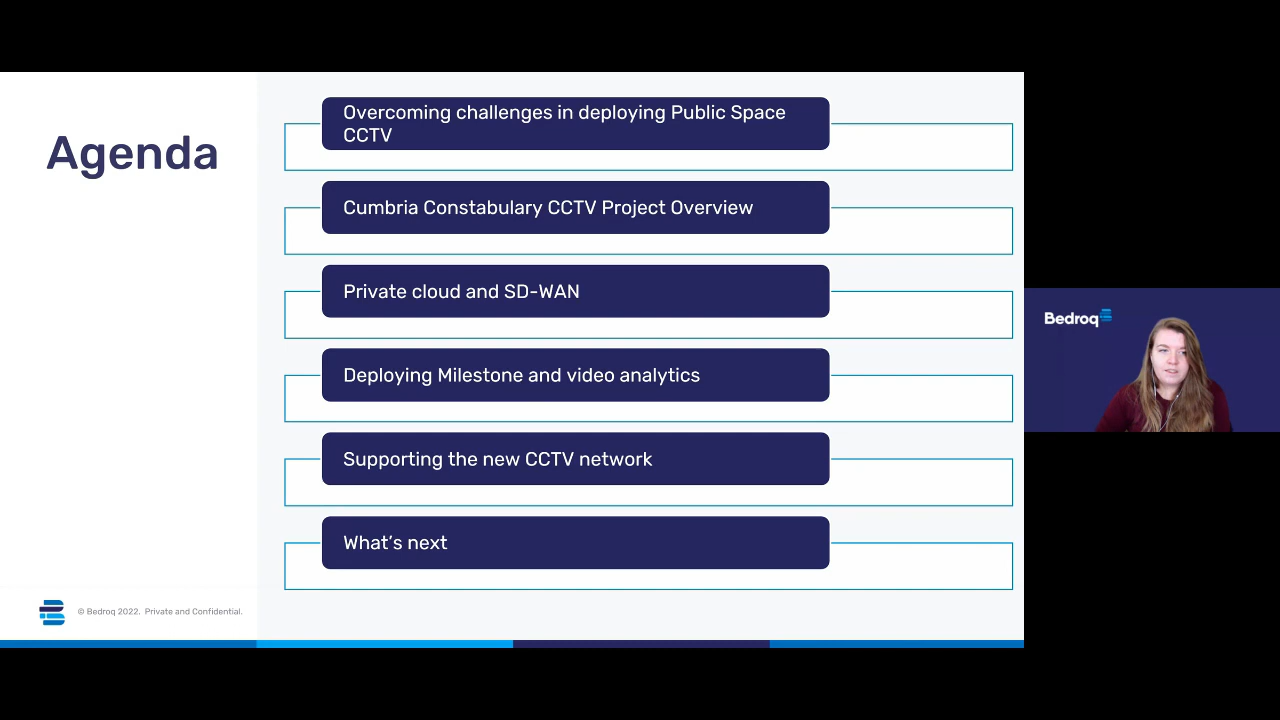 Agenda
Overcoming challenges in deploying Public Space
CCTV
Cumbria Constabulary CCTV Project Overview
Private cloud and SD-WAN
Deploying Milestone and video analytics
Supporting the new CCTV network
What's next
© Bedroq 2022. Private and Confidential.
Bedroq